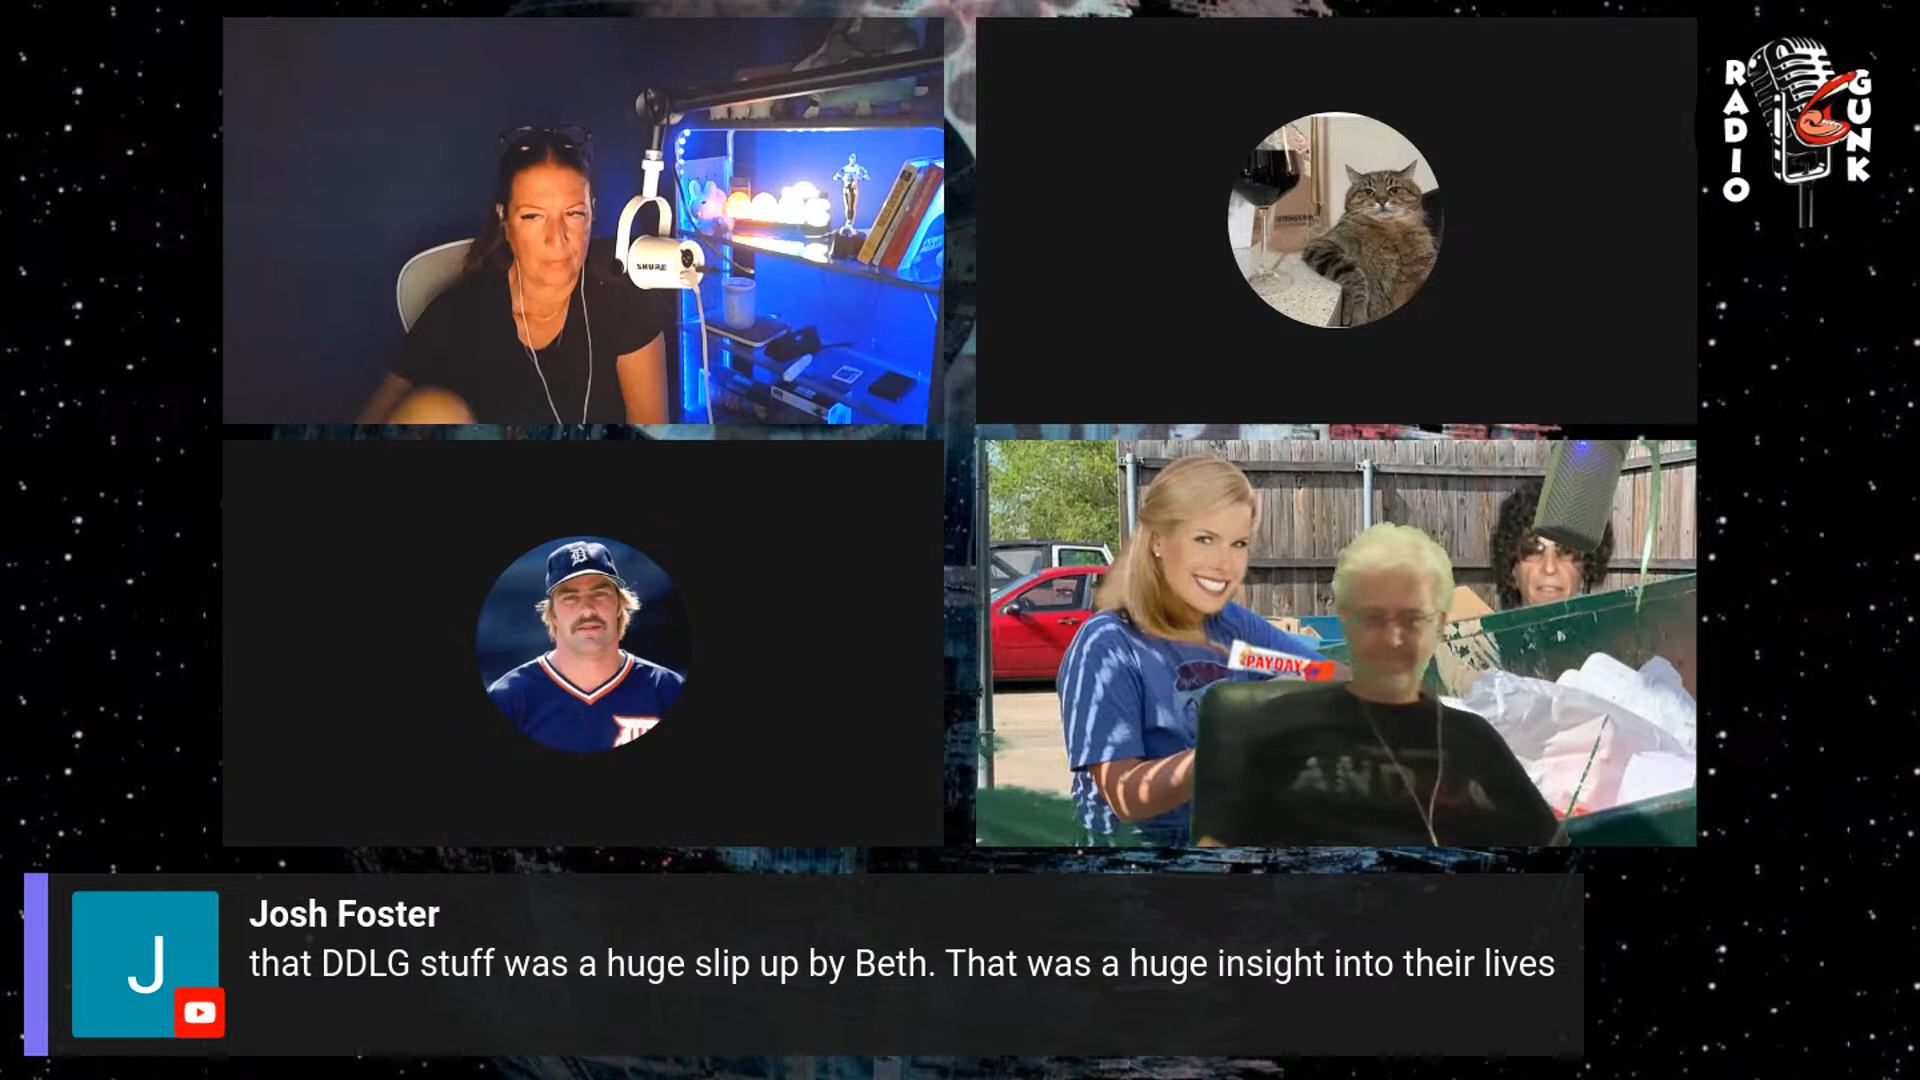 RADIO
GUNK
SHURE
PAYDAY
AND
Josh Foster
J
that DDLG stuff was a huge slip up by Beth. That was a huge insight into their lives